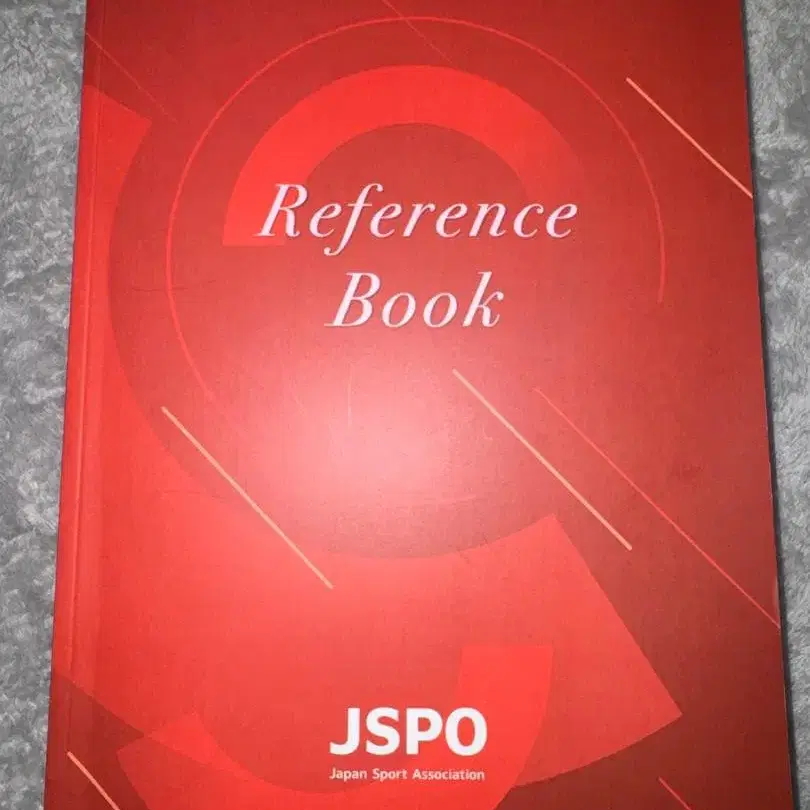 Reference
Book
JSPO
Japan Sport Association